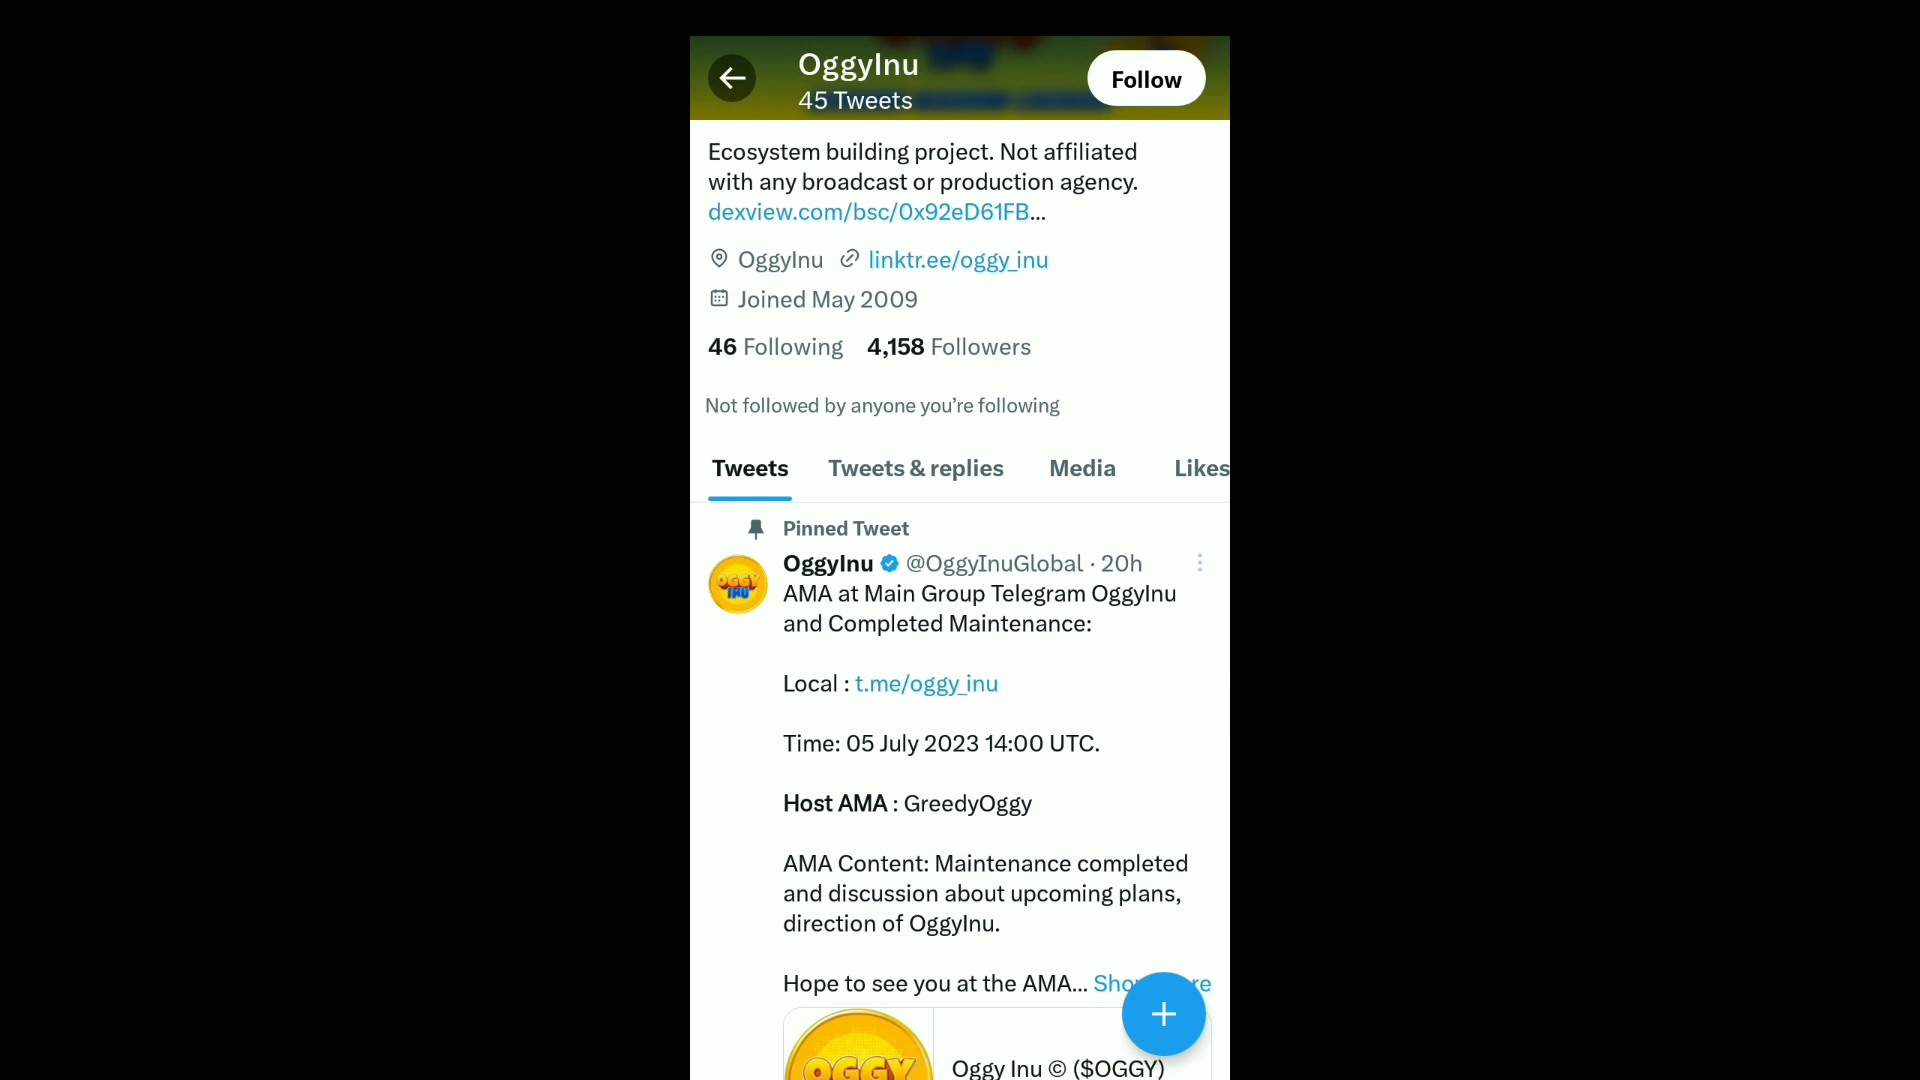 OggyInu
45 Tweets
Follow
Ecosystem building project. Not affiliated
with any broadcast or production agency.
dexview.com/bsc/0x92eD61FB...
OggyInu linktr.ee/oggy_inu
Joined May 2009
46 Following 4,158 Followers
Not followed by anyone you’re following
Tweets Tweets & replies Media Likes
Pinned Tweet
OggyInu @OggyInuGlobal · 20h
OGGY
INU
AMA at Main Group Telegram OggyInu
and Completed Maintenance:
Local : t.me/oggy_inu
Time: 05 July 2023 14:00 UTC.
Host AMA : GreedyOggy
AMA Content: Maintenance completed
and discussion about upcoming plans,
direction of OggyInu.
Hope to see you at the AMA...
OGGY
Oggy Inu © ($OGGY)